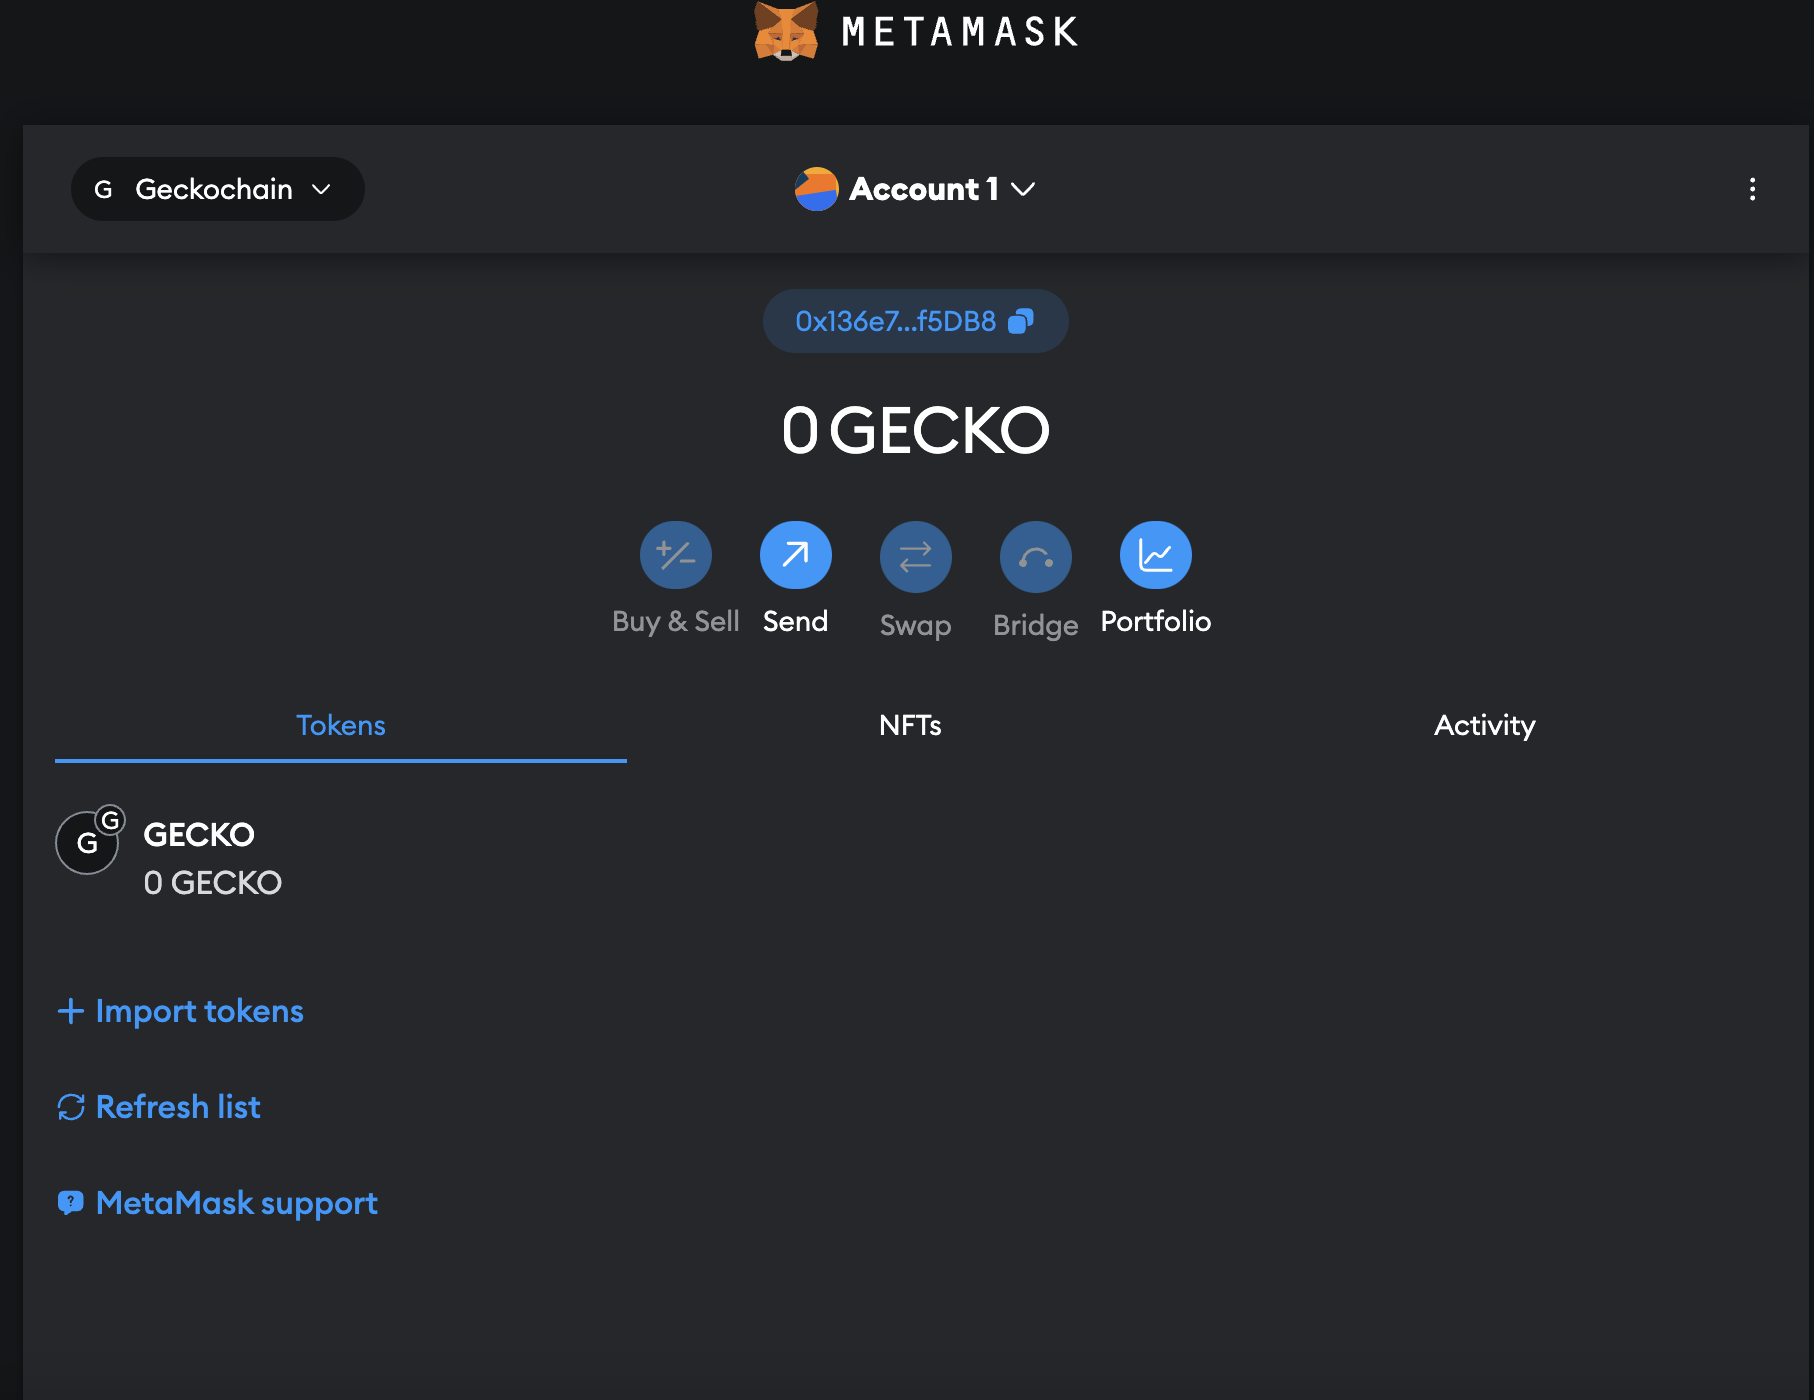 METAMASK
G Geckochain
Account 1
0x136e7...f5DB8
0 GECKO
Buy & Sell Send Swap Bridge Portfolio
Tokens NFTs Activity
G G GECKO
0 GECKO
Import tokens
Refresh list
? MetaMask support